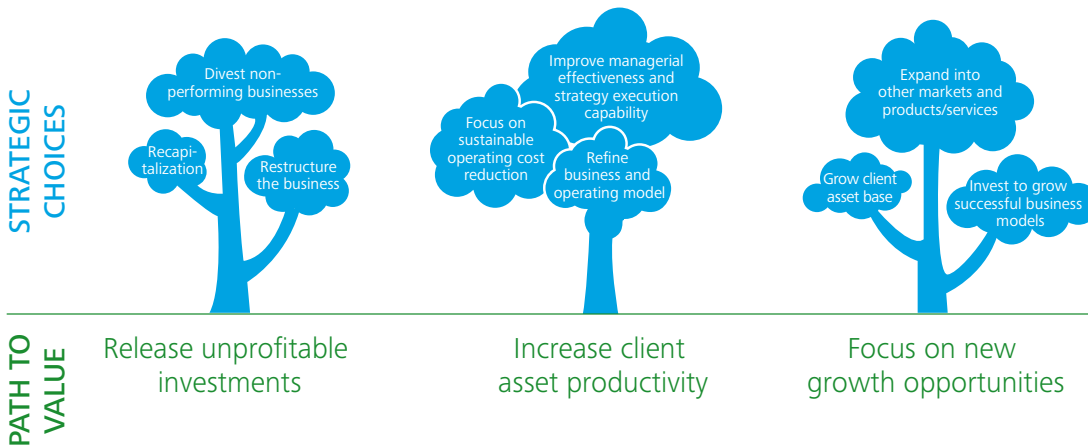 STRATEGIC
CHOICES
Divest non-
performing businesses
Recapi-
talization
Restructure
the business
Improve managerial
effectiveness and
strategy execution
capability
Focus on
sustainable
operating cost
reduction
Refine
business and
operating model
Expand into
other markets and
products/services
Grow client
asset base
Invest to grow
successful business
models
PATH TO
VALUE
Release unprofitable
investments
Increase client
asset productivity
Focus on new
growth opportunities